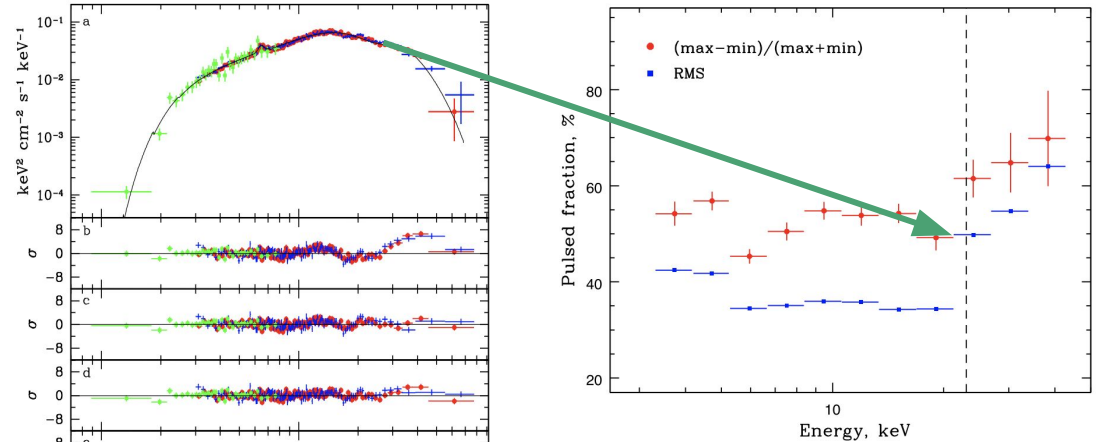 a
10⁻¹
10⁻²
10⁻³
10⁻⁴
keV² cm⁻² s⁻¹ keV⁻¹
b
8
0
−8
σ
c
8
0
−8
σ
d
8
0
−8
σ
8
(max−min)/(max+min)
RMS
80
60
40
20
Pulsed fraction, %
10
Energy, keV